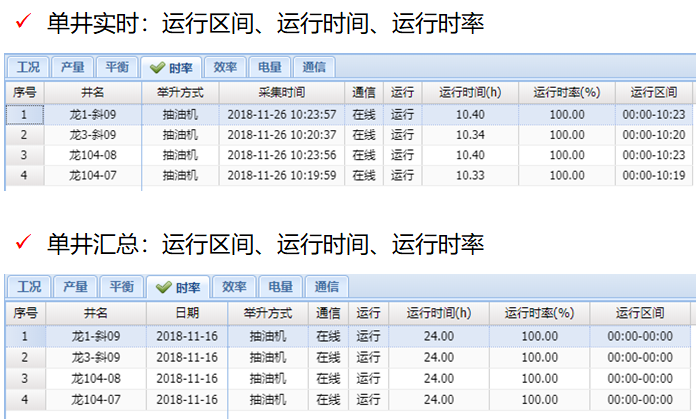 单井实时：运行区间、运行时间、运行时率
工况 产量 平衡 时率 效率 电量 通信
序号 井名 举升方式 采集时间 通信 运行 运行时间(h) 运行时率(%) 运行区间
1 龙1-斜09 抽油机 2018-11-26 10:23:57 在线 运行 10.40 100.00 00:00-10:23
2 龙3-斜09 抽油机 2018-11-26 10:20:37 在线 运行 10.34 100.00 00:00-10:20
3 龙104-08 抽油机 2018-11-26 10:23:56 在线 运行 10.40 100.00 00:00-10:23
4 龙104-07 抽油机 2018-11-26 10:19:59 在线 运行 10.33 100.00 00:00-10:19
单井汇总：运行区间、运行时间、运行时率
工况 产量 平衡 时率 效率 电量 通信
序号 井名 日期 举升方式 通信 运行 运行时间(h) 运行时率(%) 运行区间
1 龙1-斜09 2018-11-16 抽油机 在线 运行 24.00 100.00 00:00-00:00
2 龙3-斜09 2018-11-16 抽油机 在线 运行 24.00 100.00 00:00-00:00
3 龙104-08 2018-11-16 抽油机 在线 运行 24.00 100.00 00:00-00:00
4 龙104-07 2018-11-16 抽油机 在线 运行 24.00 100.00 00:00-00:00